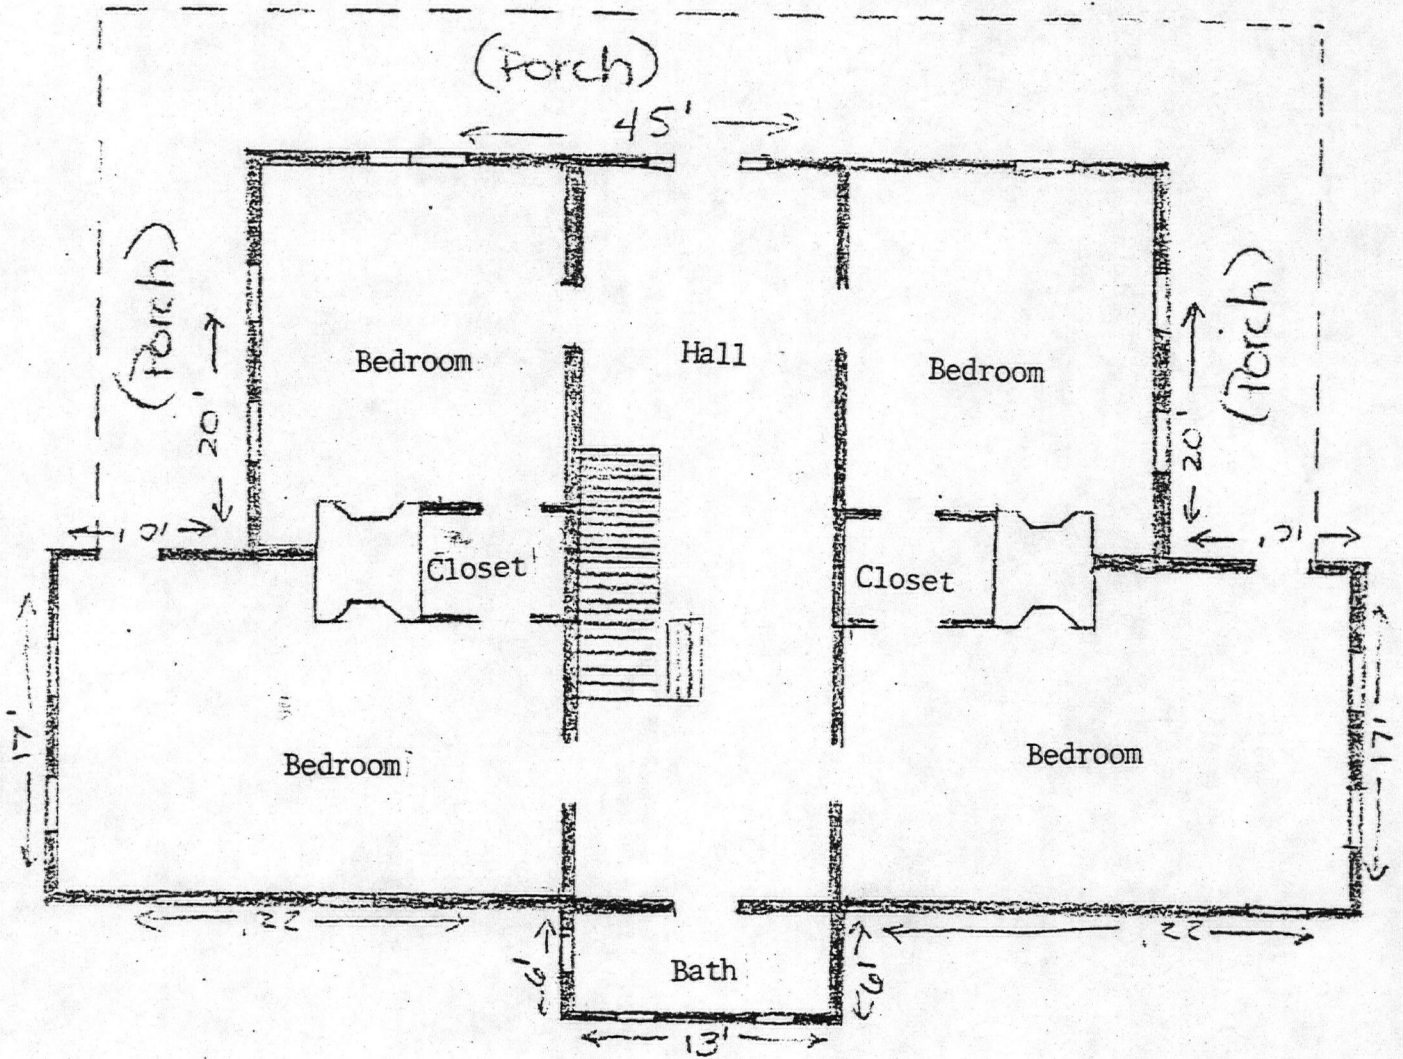 (Porch)
45'
(Porch)
20'
Bedroom
Hall
Bedroom
(Porch)
20'
10'
10'
Closet
Closet
17'
Bedroom
Bedroom
17'
22'
6'
Bath
6'
22'
13'